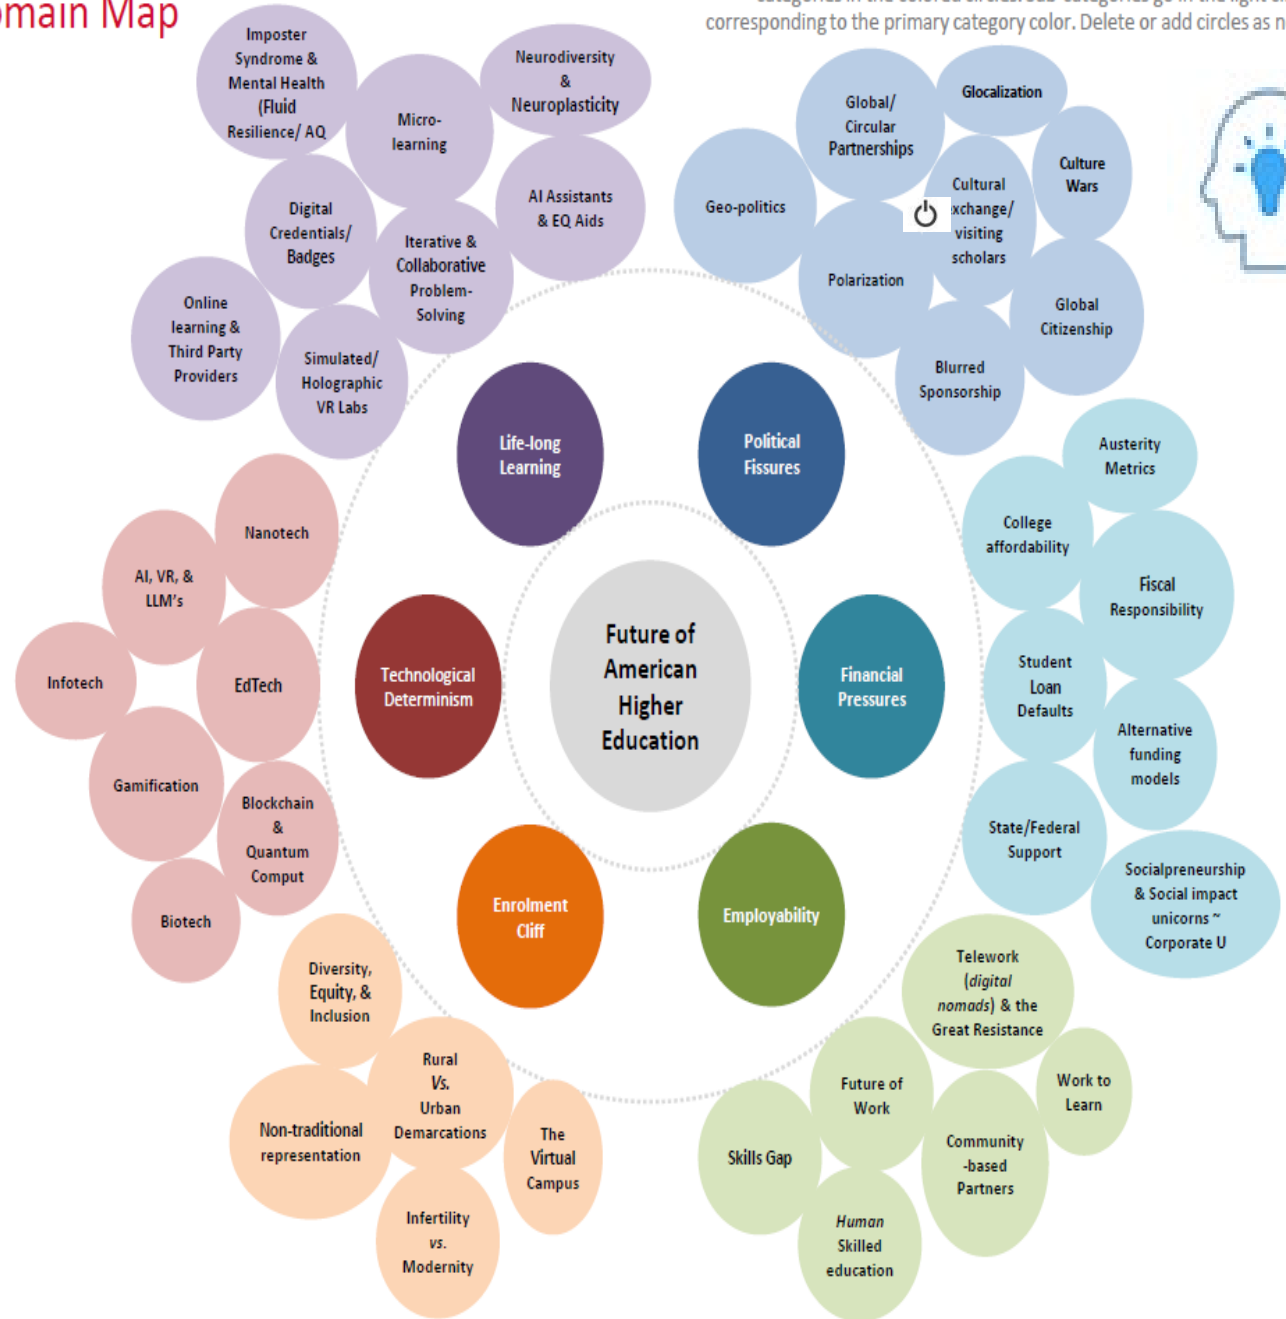 omain Map
corresponding to the primary category color. Delete or add circles as n
Imposter
Syndrome &
Mental Health
(Fluid
Resilience/ AQ
Micro-
learning
Neurodiversity
&
Neuroplasticity
Digital
Credentials/
Badges
Iterative &
Collaborative
Problem-
Solving
AI Assistants
& EQ Aids
Online
learning &
Third Party
Providers
Simulated/
Holographic
VR Labs
Geo-politics
Global/
Circular
Partnerships
Glocalization
Culture
Wars
Cultural
xchange/
visiting
scholars
Polarization
Global
Citizenship
Blurred
Sponsorship
Life-long
Learning
Political
Fissures
Technological
Determinism
Future of
American
Higher
Education
Financial
Pressures
Enrolment
Cliff
Employability
Nanotech
AI, VR, &
LLM's
Infotech
EdTech
Gamification
Blockchain
&
Quantum
Comput
Biotech
Austerity
Metrics
College
affordability
Fiscal
Responsibility
Student
Loan
Defaults
Alternative
funding
models
State/Federal
Support
Socialpreneurship
& Social impact
unicorns ~
Corporate U
Diversity,
Equity, &
Inclusion
Rural
Vs.
Urban
Demarcations
Non-traditional
representation
The
Virtual
Campus
Infertility
vs.
Modernity
Telework
(digital
nomads) & the
Great Resistance
Future of
Work
Work to
Learn
Skills Gap
Community
-based
Partners
Human
Skilled
education